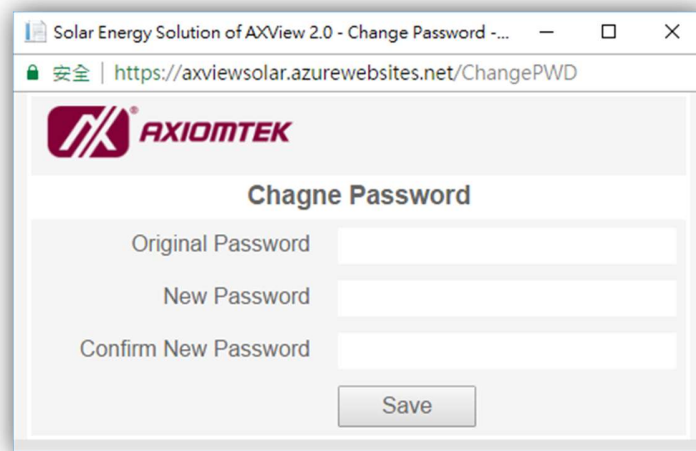 Solar Energy Solution of AXView 2.0 - Change Password -...
安全 | https://axviewsolar.azurewebsites.net/ChangePWD
AXIOMTEK®
Chagne Password
Original Password
New Password
Confirm New Password
Save